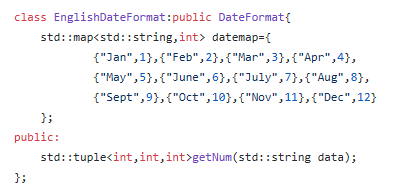 class EnglishDateFormat:public DateFormat{
    std::map<std::string,int> datemap={
            {"Jan",1},{"Feb",2},{"Mar",3},{"Apr",4},
            {"May",5},{"June",6},{"July",7},{"Aug",8},
            {"Sept",9},{"Oct",10},{"Nov",11},{"Dec",12}
    };
public:
    std::tuple<int,int,int>getNum(std::string data);
};